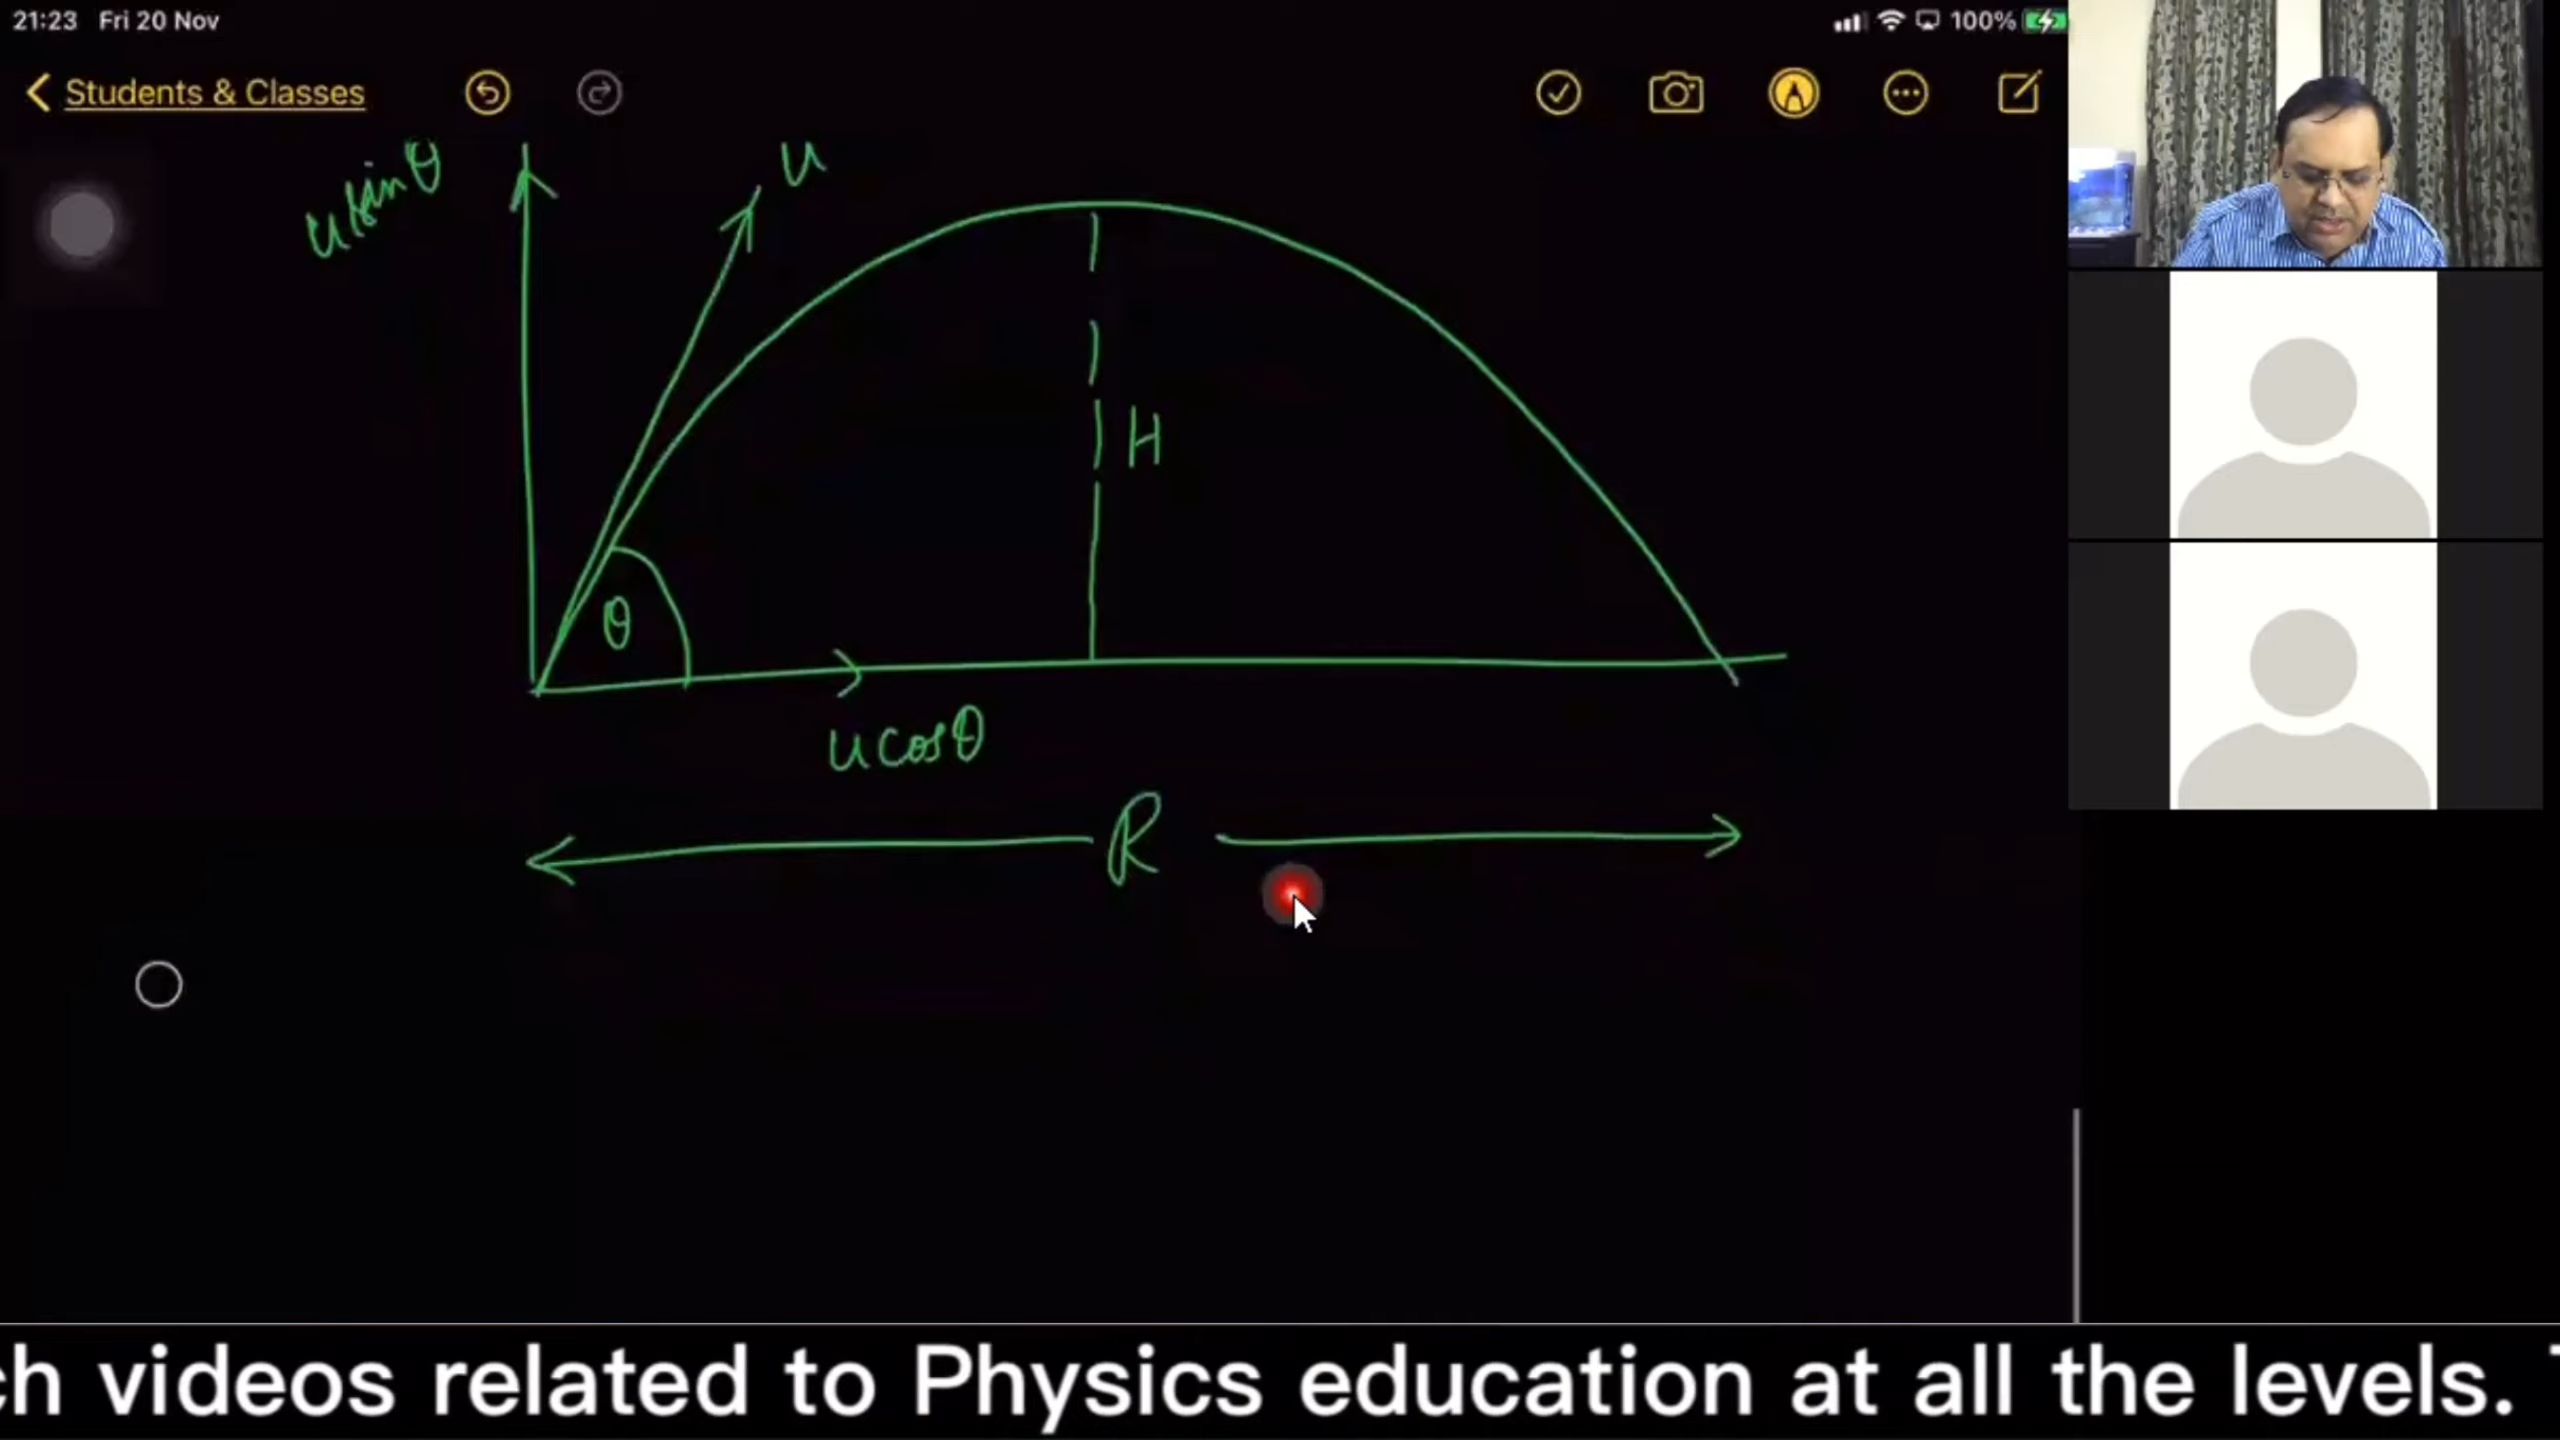 21:23 Fri 20 Nov
100%
Students & Classes
u sinθ
u
H
θ
u cosθ
R
ch videos related to Physics education at all the levels.